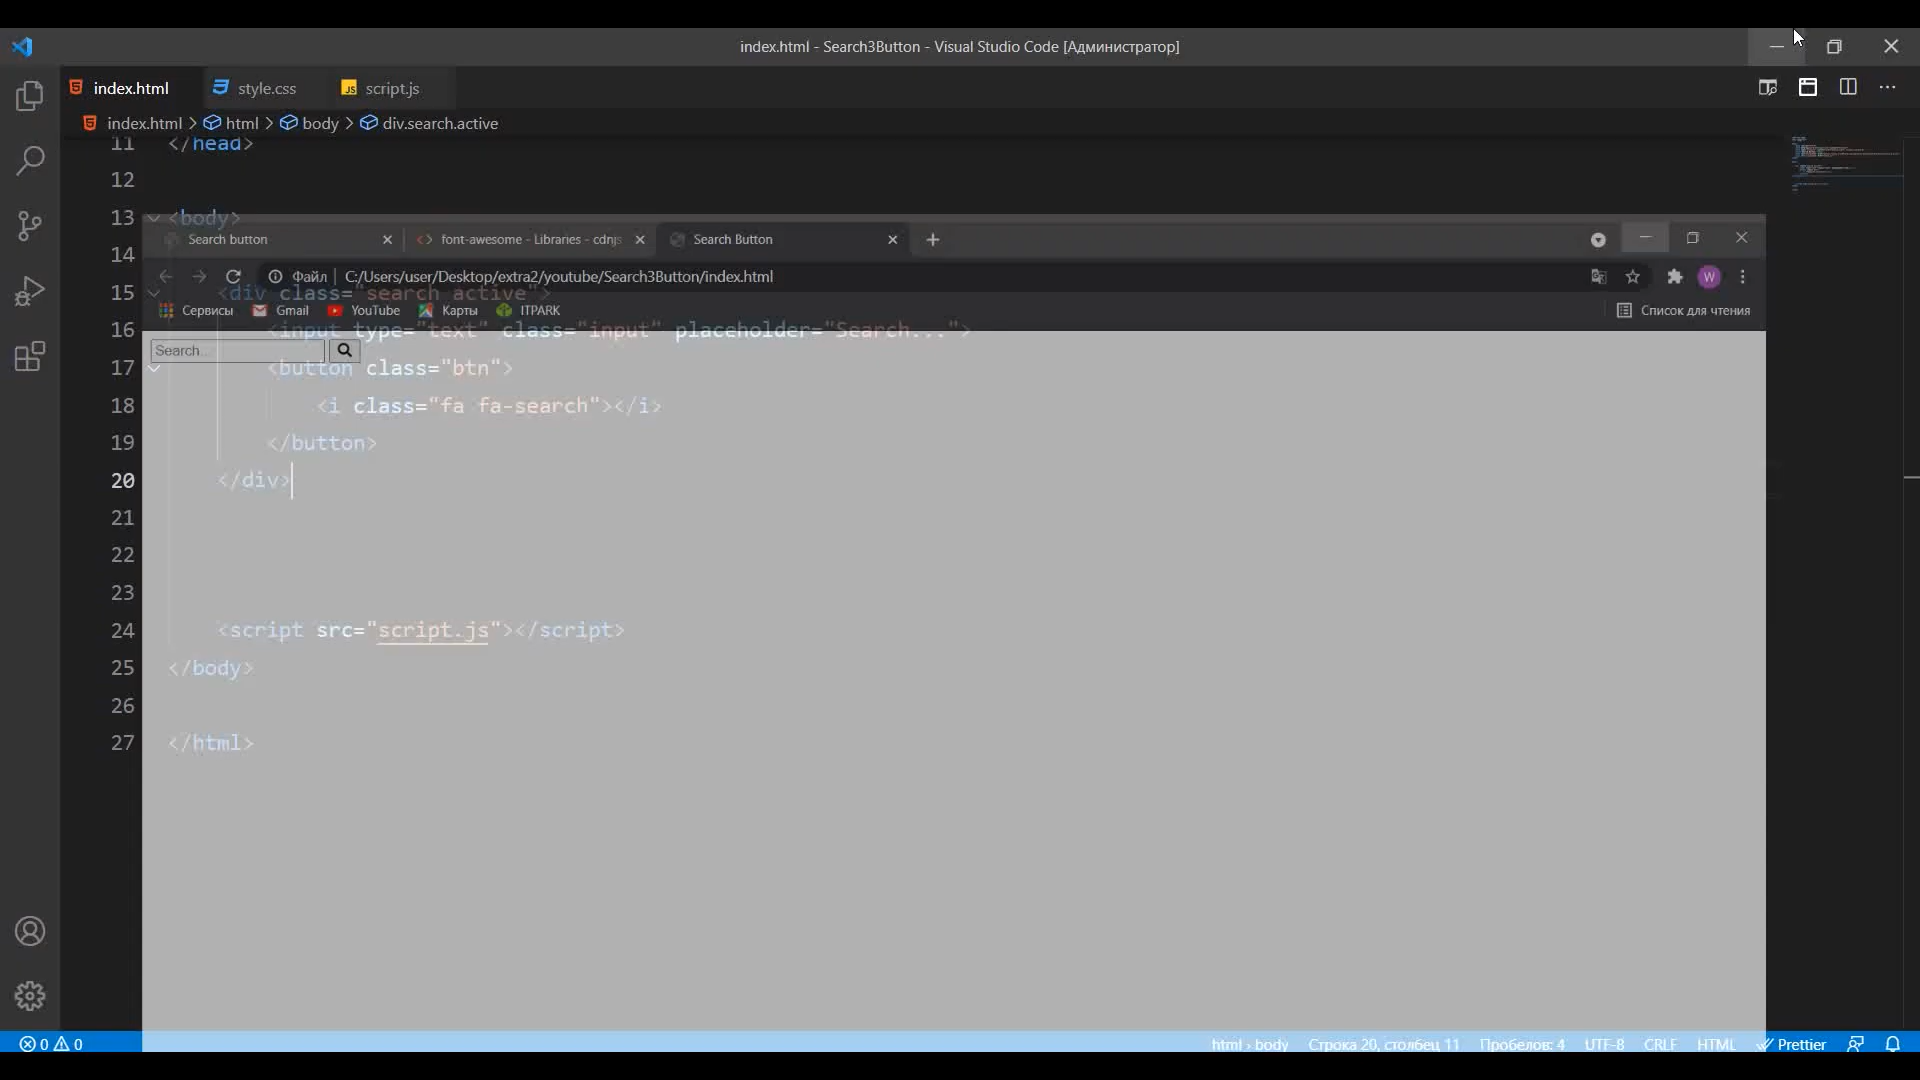 index.html - Search3Button - Visual Studio Code [Администратор]
index.html
style.css
JS script.js
index.html > html > body > div.search.active
11 </head>
12
13 <body>
Search button
font-awesome - Libraries - cdnjs
Search Button
14
Файл | C:/Users/user/Desktop/extra2/youtube/Search3Button/index.html
W
15 <div class="search active">
Сервисы Gmail YouTube Карты ITPARK Список для чтения
16 <input type="text" class="input" placeholder="Search...">
Search...
17 <button class="btn">
18 <i class="fa fa-search"></i>
19 </button>
20 </div>
21
22
23
24 <script src="script.js"></script>
25 </body>
26
27 </html>
0 0 html › body Строка 20, столбец 11 Пробелов: 4 UTF-8 CRLF HTML Prettier